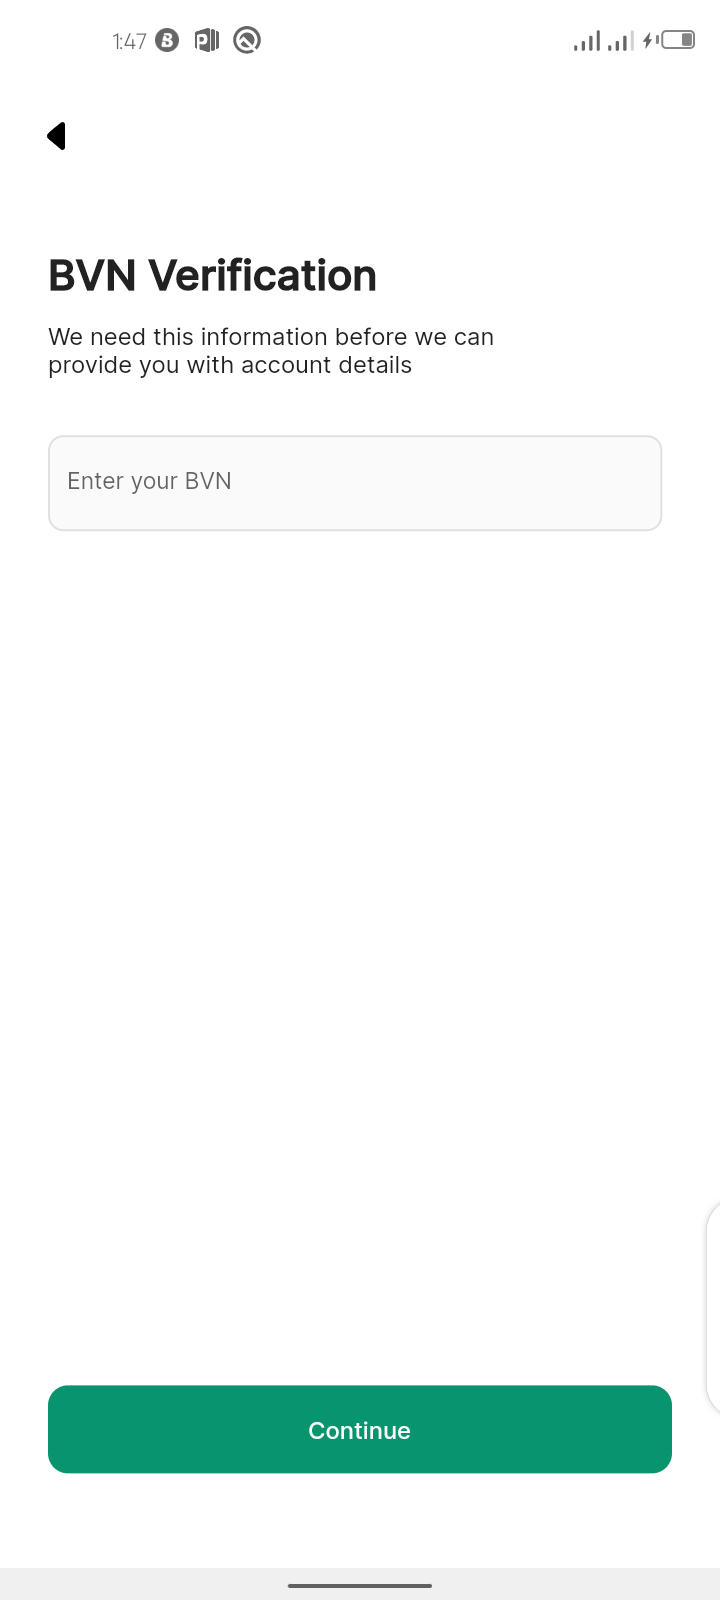 1:47
BVN Verification
We need this information before we can
provide you with account details
Enter your BVN
Continue